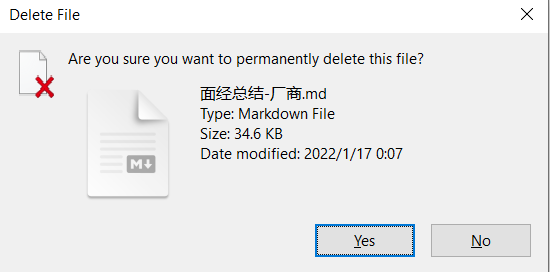 Delete File
Are you sure you want to permanently delete this file?
面经总结-厂商.md
Type: Markdown File
Size: 34.6 KB
Date modified: 2022/1/17 0:07
M
Yes
No